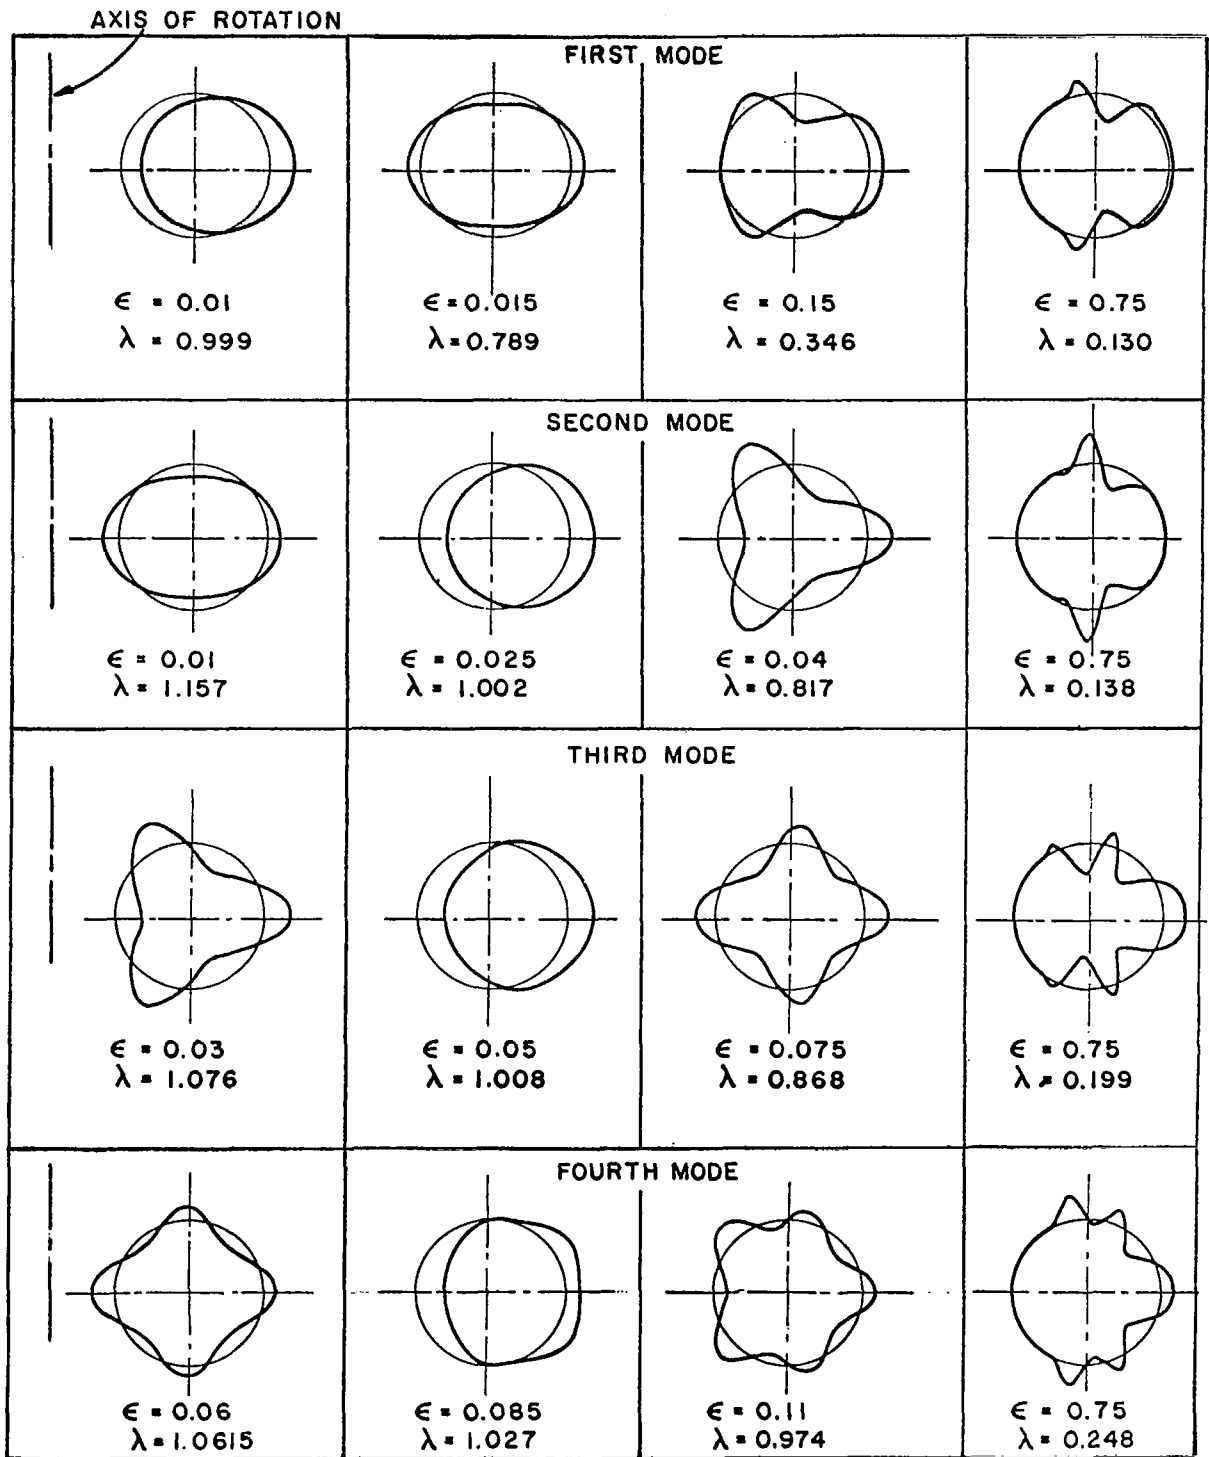 AXIS OF ROTATION
FIRST MODE
ϵ = 0.01
λ = 0.999
ϵ = 0.015
λ = 0.789
ϵ = 0.15
λ = 0.346
ϵ = 0.75
λ = 0.130
SECOND MODE
ϵ = 0.01
λ = 1.157
ϵ = 0.025
λ = 1.002
ϵ = 0.04
λ = 0.817
ϵ = 0.75
λ = 0.138
THIRD MODE
ϵ = 0.03
λ = 1.076
ϵ = 0.05
λ = 1.008
ϵ = 0.075
λ = 0.868
ϵ = 0.75
λ = 0.199
FOURTH MODE
ϵ = 0.06
λ = 1.0615
ϵ = 0.085
λ = 1.027
ϵ = 0.11
λ = 0.974
ϵ = 0.75
λ = 0.248